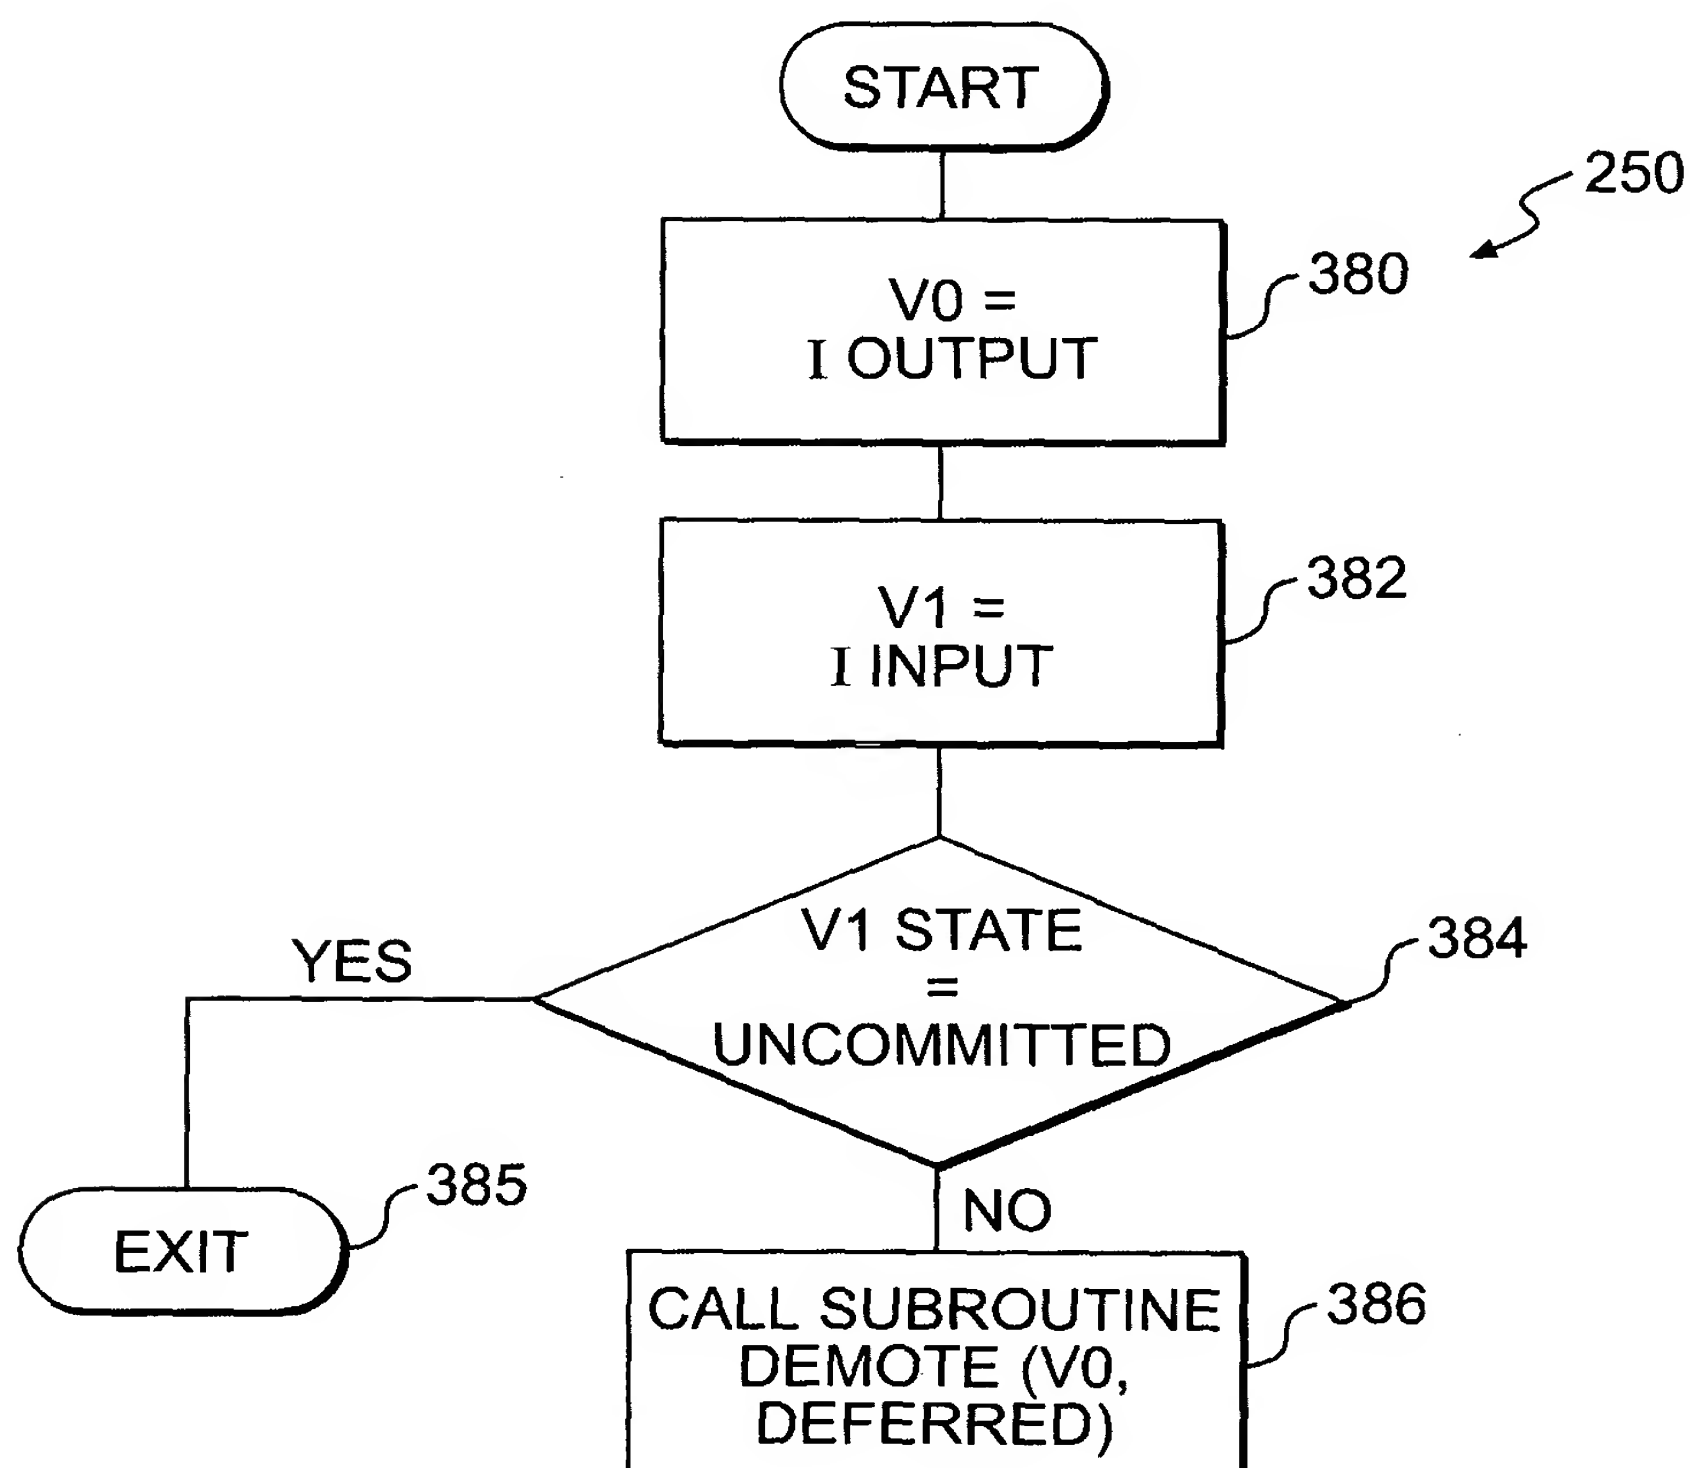 START
250
V0 =
I OUTPUT
380
V1 =
I INPUT
382
V1 STATE
=
UNCOMMITTED
384
YES
EXIT
385
NO
CALL SUBROUTINE
DEMOTE (V0,
DEFERRED)
386